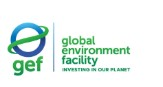 gef
global
environment
facility
INVESTING IN OUR PLANET